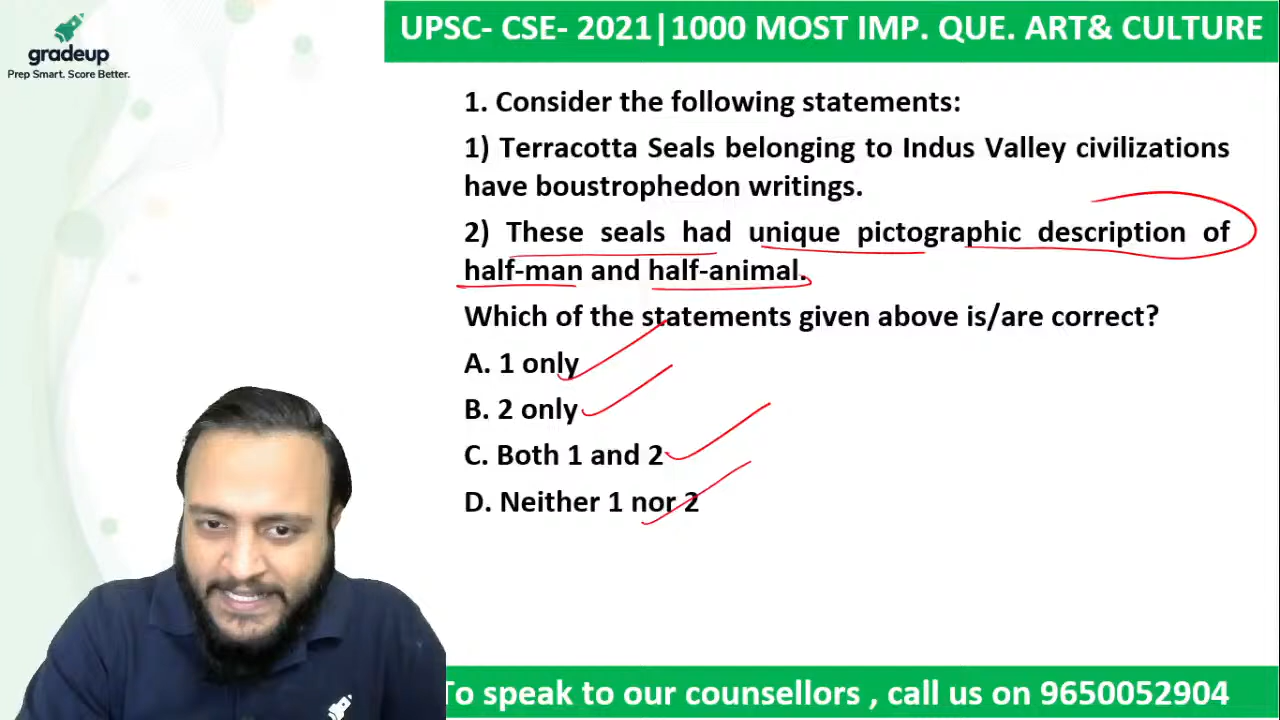 gradeup
Prep Smart. Score Better.
UPSC- CSE- 2021|1000 MOST IMP. QUE. ART& CULTURE
1. Consider the following statements:
1) Terracotta Seals belonging to Indus Valley civilizations
have boustrophedon writings.
2) These seals had unique pictographic description of
half-man and half-animal.
Which of the statements given above is/are correct?
A. 1 only
B. 2 only
C. Both 1 and 2
D. Neither 1 nor 2
To speak to our counsellors , call us on 9650052904